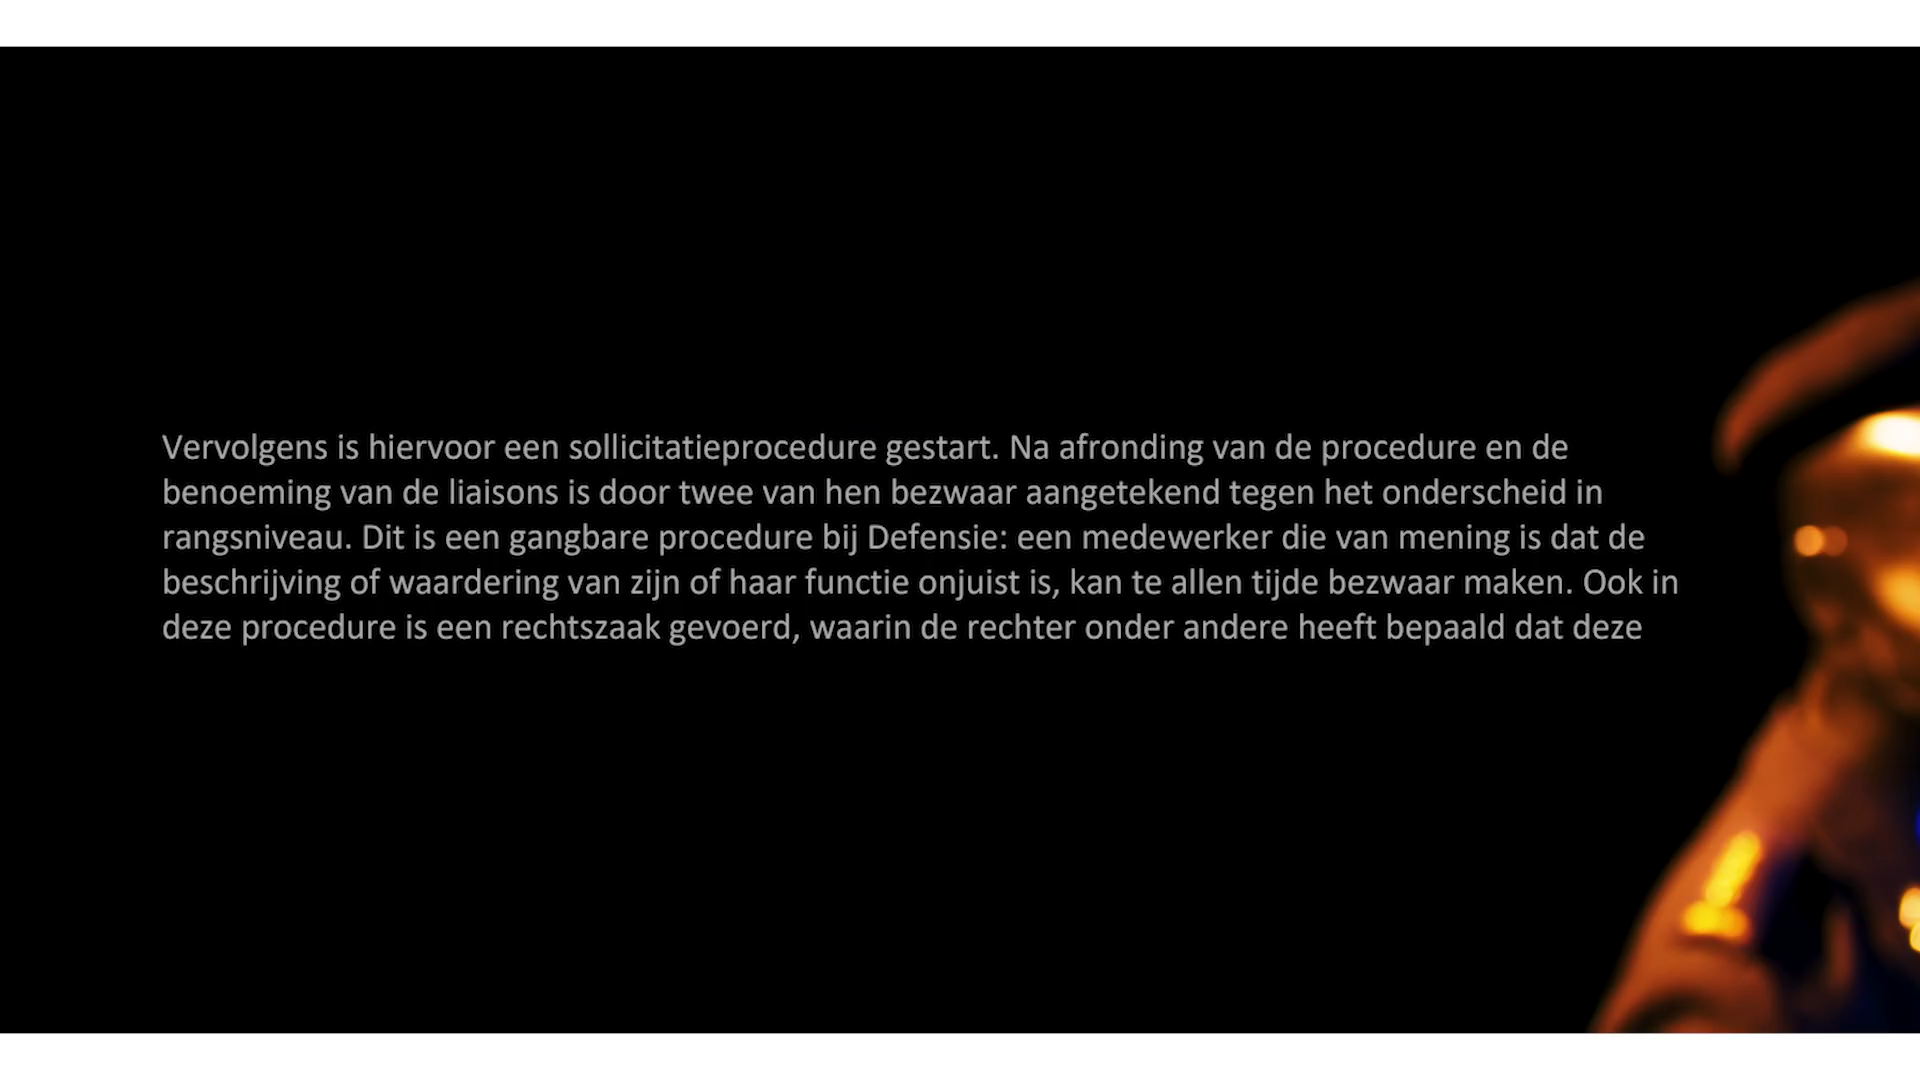 Vervolgens is hiervoor een sollicitatieprocedure gestart. Na afronding van de procedure en de
benoeming van de liaisons is door twee van hen bezwaar aangetekend tegen het onderscheid in
rangsniveau. Dit is een gangbare procedure bij Defensie: een medewerker die van mening is dat de
beschrijving of waardering van zijn of haar functie onjuist is, kan te allen tijde bezwaar maken. Ook in
deze procedure is een rechtszaak gevoerd, waarin de rechter onder andere heeft bepaald dat deze